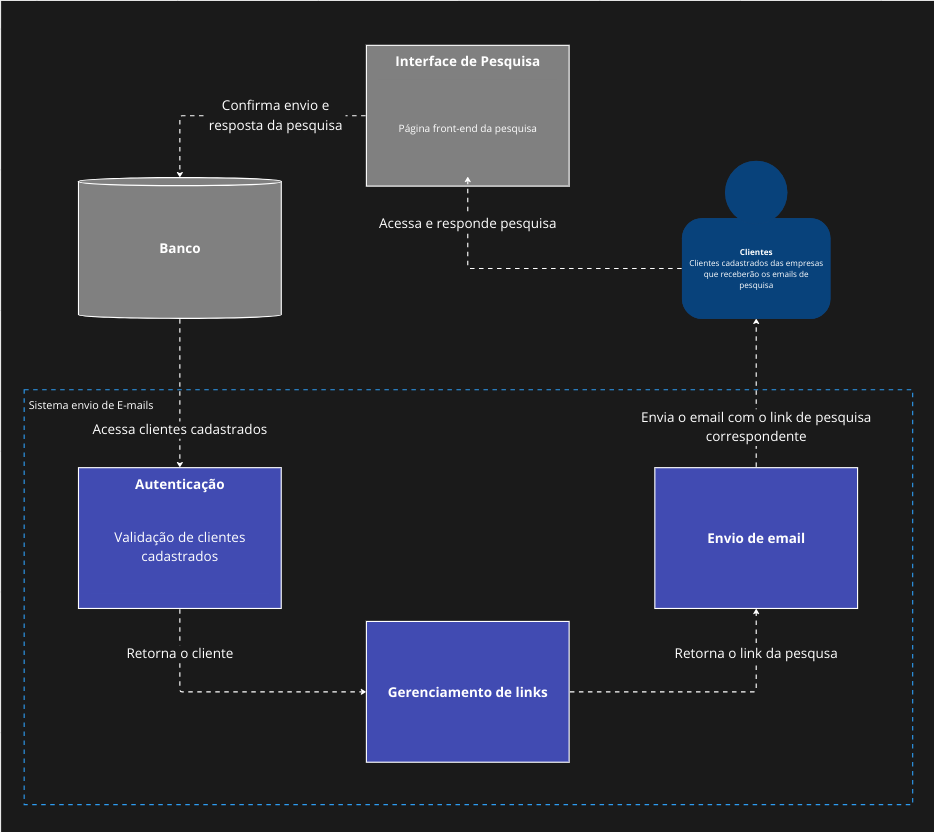 Interface de Pesquisa
Página front-end da pesquisa
Confirma envio e
resposta da pesquisa
Banco
Acessa e responde pesquisa
Clientes
Clientes cadastrados das empresas
que receberão os emails de
pesquisa
Sistema envio de E-mails
Acessa clientes cadastrados
Envia o email com o link de pesquisa
correspondente
Autenticação
Validação de clientes
cadastrados
Envio de email
Retorna o cliente
Retorna o link da pesqusa
Gerenciamento de links